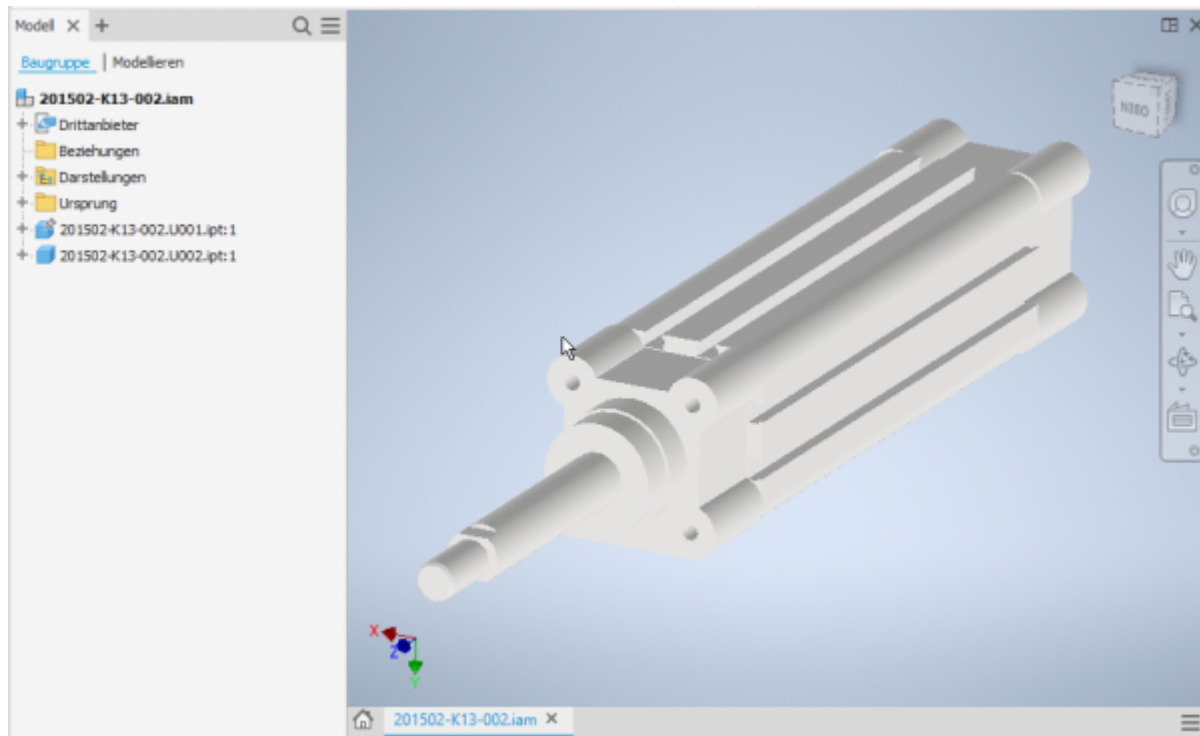 Modell
Baugruppe | Modellieren
201502-K13-002.iam
Drittanbieter
Beziehungen
Darstellungen
Ursprung
201502-K13-002.U001.ipt:1
201502-K13-002.U002.ipt:1
OBEN
X
Z
Y
201502-K13-002.iam